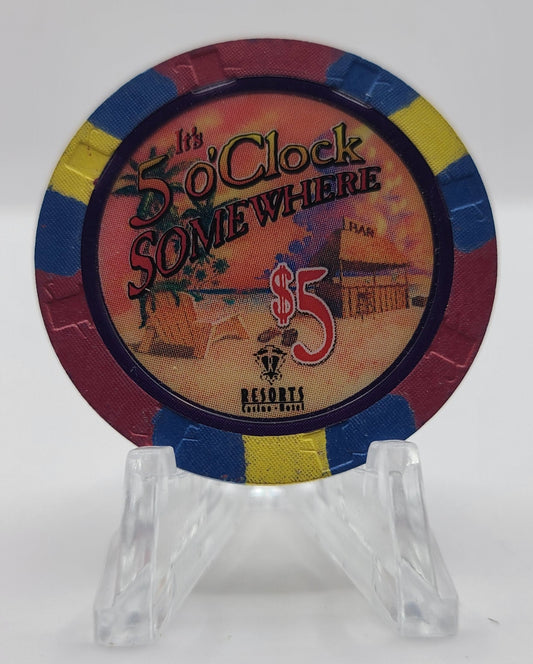 It's
5 o'Clock
SOMEWHERE
BAR
$5
RESORTS
Casino · Hotel